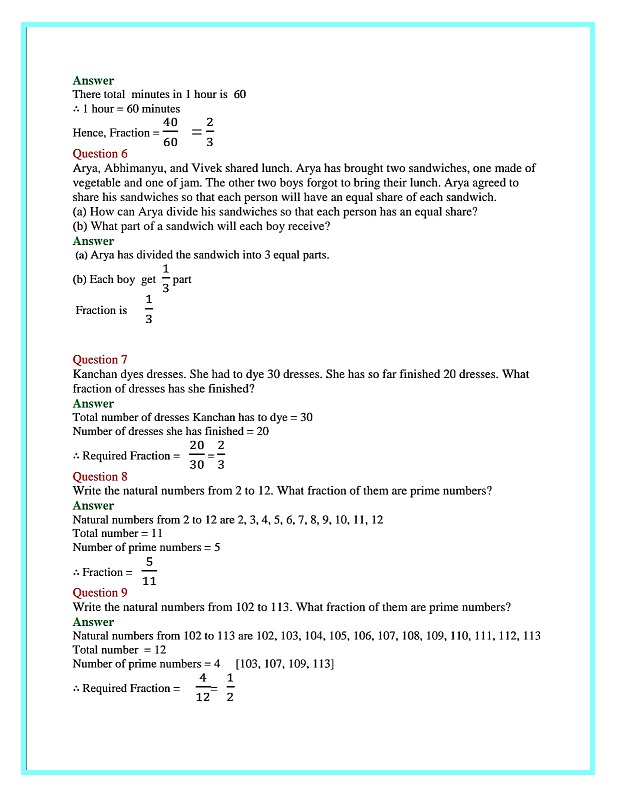 Answer
There total minutes in 1 hour is 60
∴ 1 hour = 60 minutes
Hence, Fraction = 40/60 = 2/3
Question 6
Arya, Abhimanyu, and Vivek shared lunch. Arya has brought two sandwiches, one made of
vegetable and one of jam. The other two boys forgot to bring their lunch. Arya agreed to
share his sandwiches so that each person will have an equal share of each sandwich.
(a) How can Arya divide his sandwiches so that each person has an equal share?
(b) What part of a sandwich will each boy receive?
Answer
(a) Arya has divided the sandwich into 3 equal parts.
(b) Each boy get 1/3 part
Fraction is 1/3
Question 7
Kanchan dyes dresses. She had to dye 30 dresses. She has so far finished 20 dresses. What
fraction of dresses has she finished?
Answer
Total number of dresses Kanchan has to dye = 30
Number of dresses she has finished = 20
∴ Required Fraction = 20/30 = 2/3
Question 8
Write the natural numbers from 2 to 12. What fraction of them are prime numbers?
Answer
Natural numbers from 2 to 12 are 2, 3, 4, 5, 6, 7, 8, 9, 10, 11, 12
Total number = 11
Number of prime numbers = 5
∴ Fraction = 5/11
Question 9
Write the natural numbers from 102 to 113. What fraction of them are prime numbers?
Answer
Natural numbers from 102 to 113 are 102, 103, 104, 105, 106, 107, 108, 109, 110, 111, 112, 113
Total number = 12
Number of prime numbers = 4 [103, 107, 109, 113]
∴ Required Fraction = 4/12 = 1/2